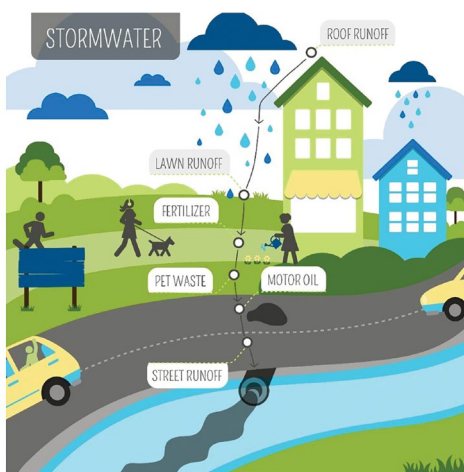 STORMWATER
ROOF RUNOFF
LAWN RUNOFF
FERTILIZER
PET WASTE
MOTOR OIL
STREET RUNOFF